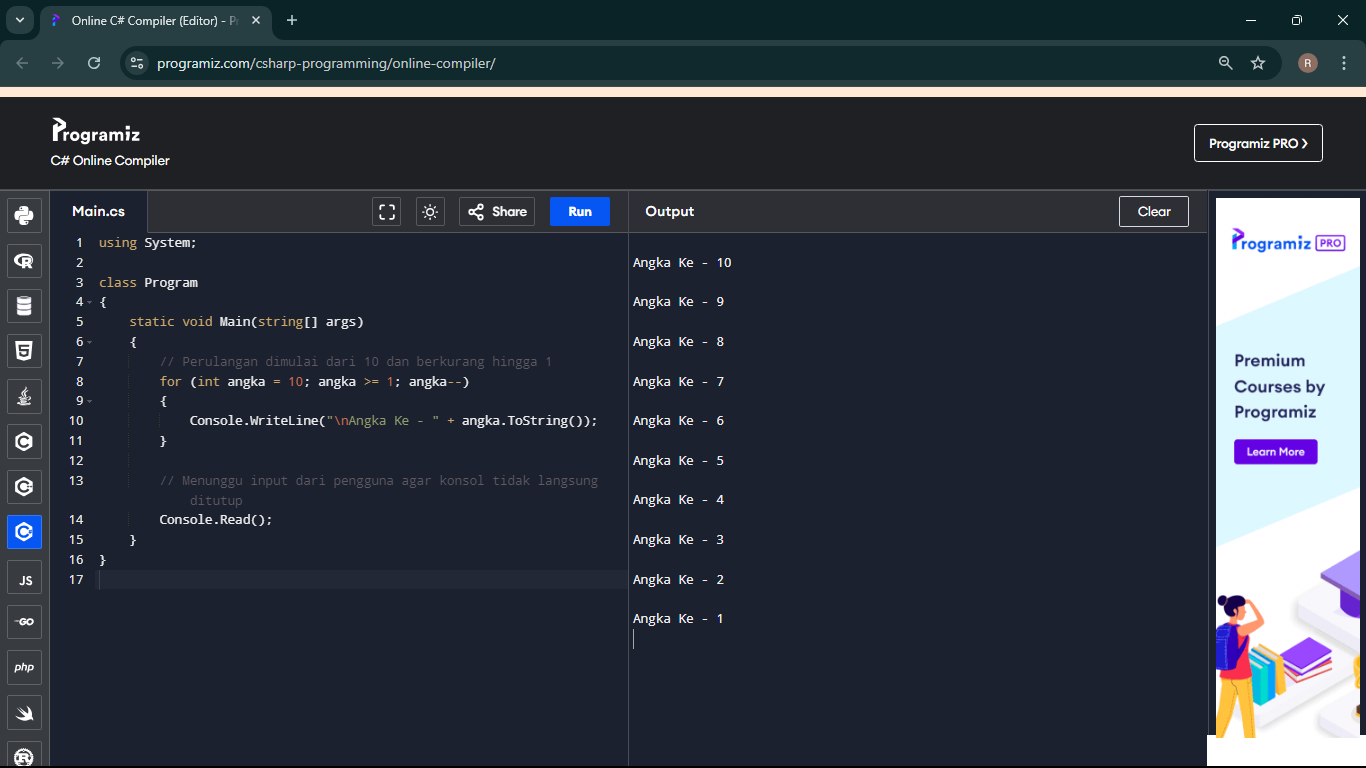 Online C# Compiler (Editor) - P
programiz.com/csharp-programming/online-compiler/
R
Programiz
C# Online Compiler
Programiz PRO
Main.cs
Share
Run
1 using System;
2
3 class Program
4 {
5     static void Main(string[] args)
6     {
7         // Perulangan dimulai dari 10 dan berkurang hingga 1
8         for (int angka = 10; angka >= 1; angka--)
9         {
10             Console.WriteLine("\nAngka Ke - " + angka.ToString());
11         }
12
13         // Menunggu input dari pengguna agar konsol tidak langsung
ditutup
14         Console.Read();
15     }
16 }
17
Output
Clear
Angka Ke - 10
Angka Ke - 9
Angka Ke - 8
Angka Ke - 7
Angka Ke - 6
Angka Ke - 5
Angka Ke - 4
Angka Ke - 3
Angka Ke - 2
Angka Ke - 1
R
5
C
C
C
JS
GO
php
R
Programiz PRO
Premium
Courses by
Programiz
Learn More